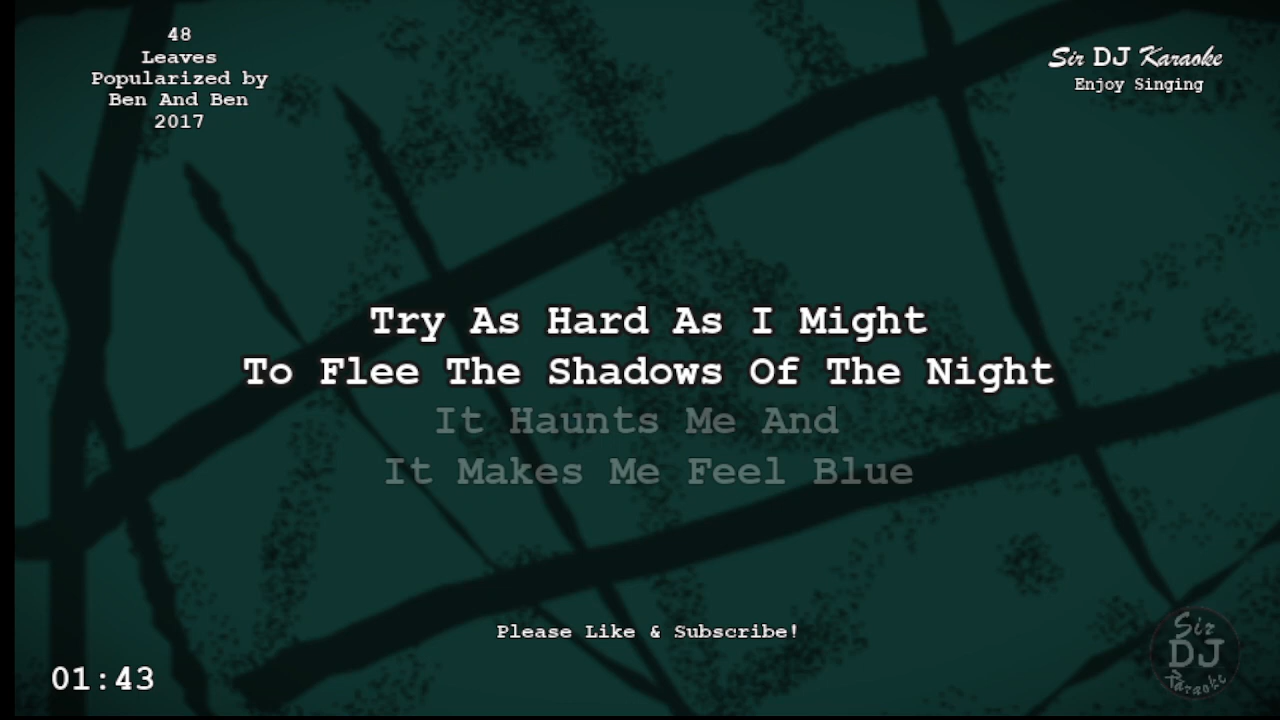 48
Leaves
Popularized by
Ben And Ben
2017
Sir DJ Karaoke
Enjoy Singing
Try As Hard As I Might
To Flee The Shadows Of The Night
It Haunts Me And
It Makes Me Feel Blue
Please Like & Subscribe!
01:43
Sir
DJ
Karaoke